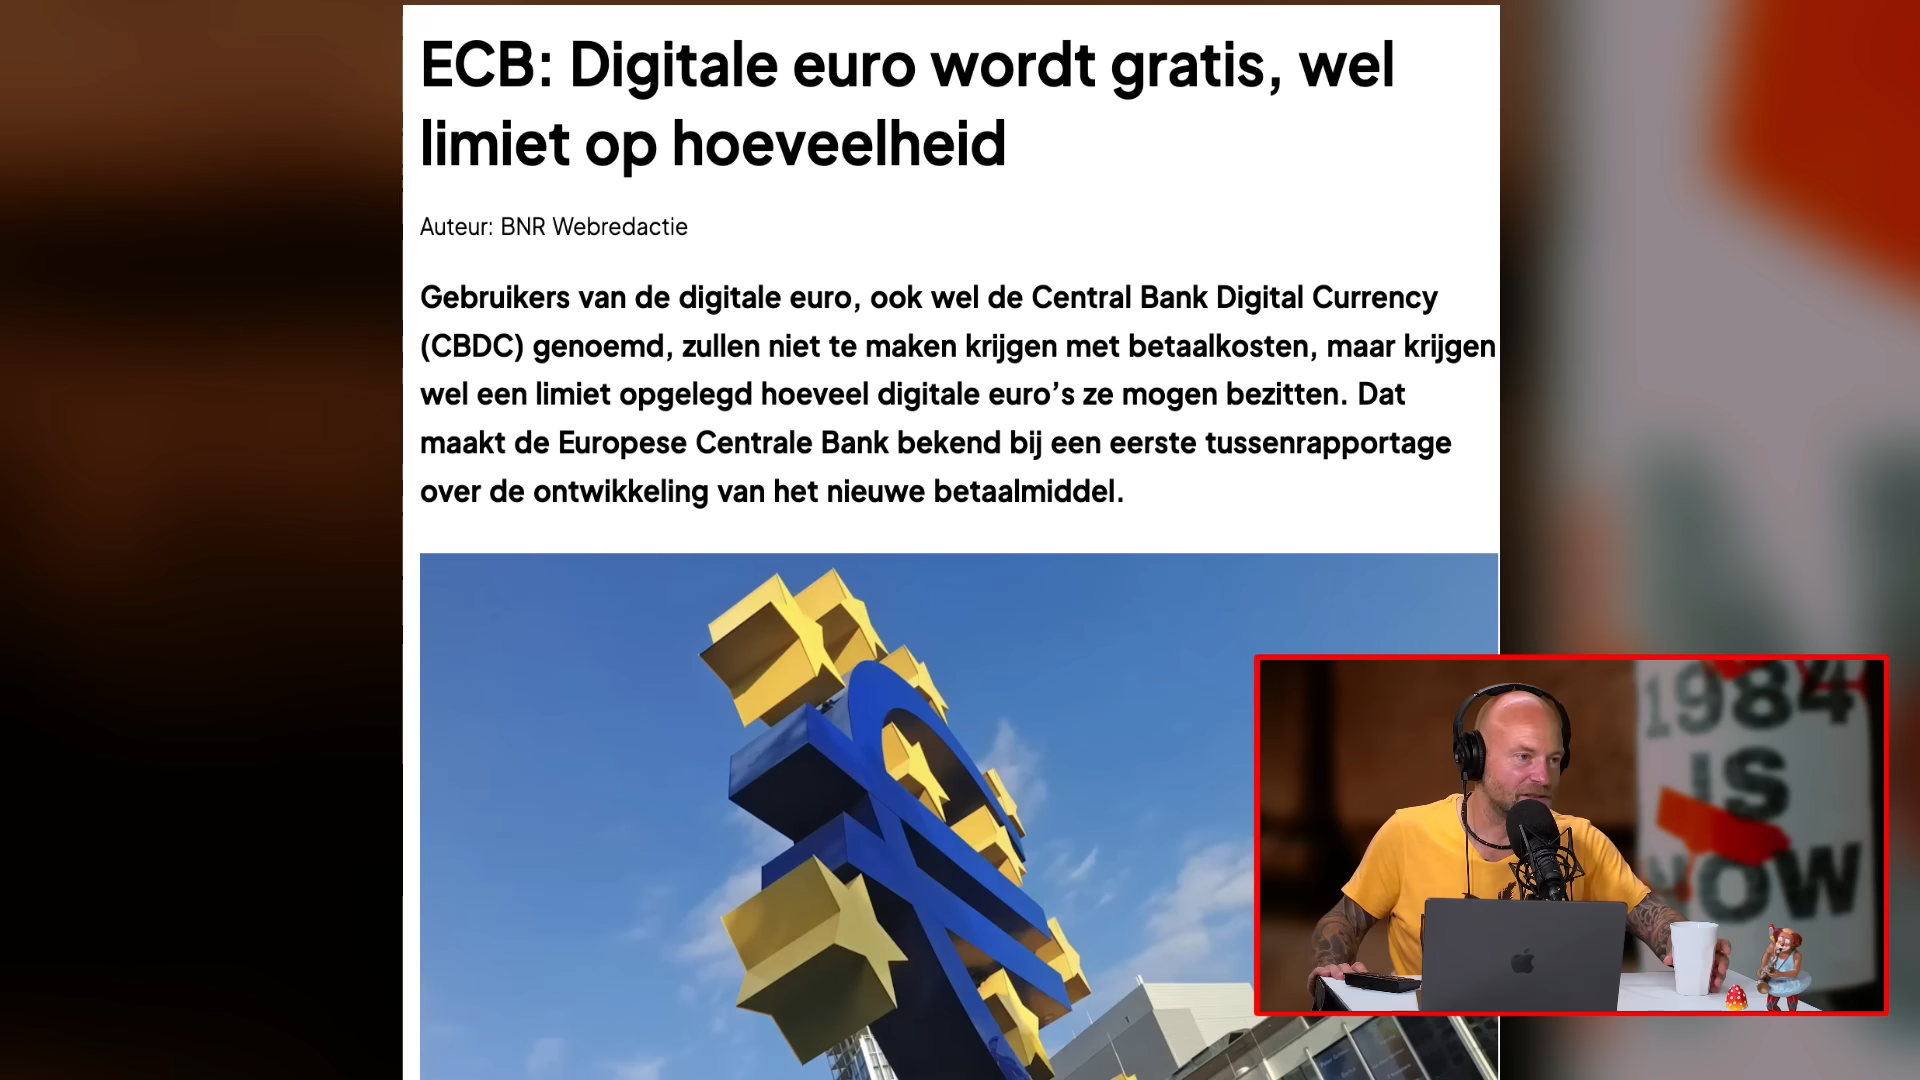 ECB: Digitale euro wordt gratis, wel
limiet op hoeveelheid
Auteur: BNR Webredactie
Gebruikers van de digitale euro, ook wel de Central Bank Digital Currency
(CBDC) genoemd, zullen niet te maken krijgen met betaalkosten, maar krijgen
wel een limiet opgelegd hoeveel digitale euro’s ze mogen bezitten. Dat
maakt de Europese Centrale Bank bekend bij een eerste tussenrapportage
over de ontwikkeling van het nieuwe betaalmiddel.
1984
IS
NOW